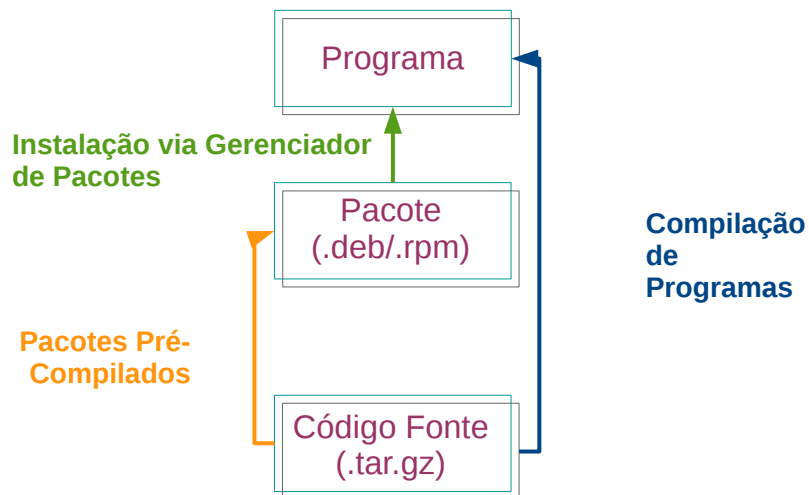 Programa
Instalação via Gerenciador
de Pacotes
Pacote
(.deb/.rpm)
Compilação
de
Programas
Pacotes Pré-
Compilados
Código Fonte
(.tar.gz)